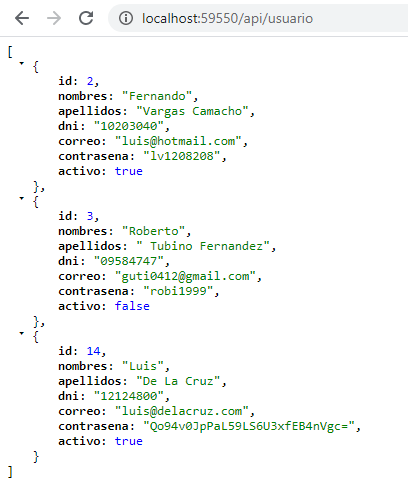 localhost:59550/api/usuario
[
{
id: 2,
nombres: "Fernando",
apellidos: "Vargas Camacho",
dni: "10203040",
correo: "luis@hotmail.com",
contrasena: "lv1208208",
activo: true
},
{
id: 3,
nombres: "Roberto",
apellidos: " Tubino Fernandez",
dni: "09584747",
correo: "guti0412@gmail.com",
contrasena: "robi1999",
activo: false
},
{
id: 14,
nombres: "Luis",
apellidos: "De La Cruz",
dni: "12124800",
correo: "luis@delacruz.com",
contrasena: "Qo94v0JpPaL59LS6U3xfEB4nVgc=",
activo: true
}
]